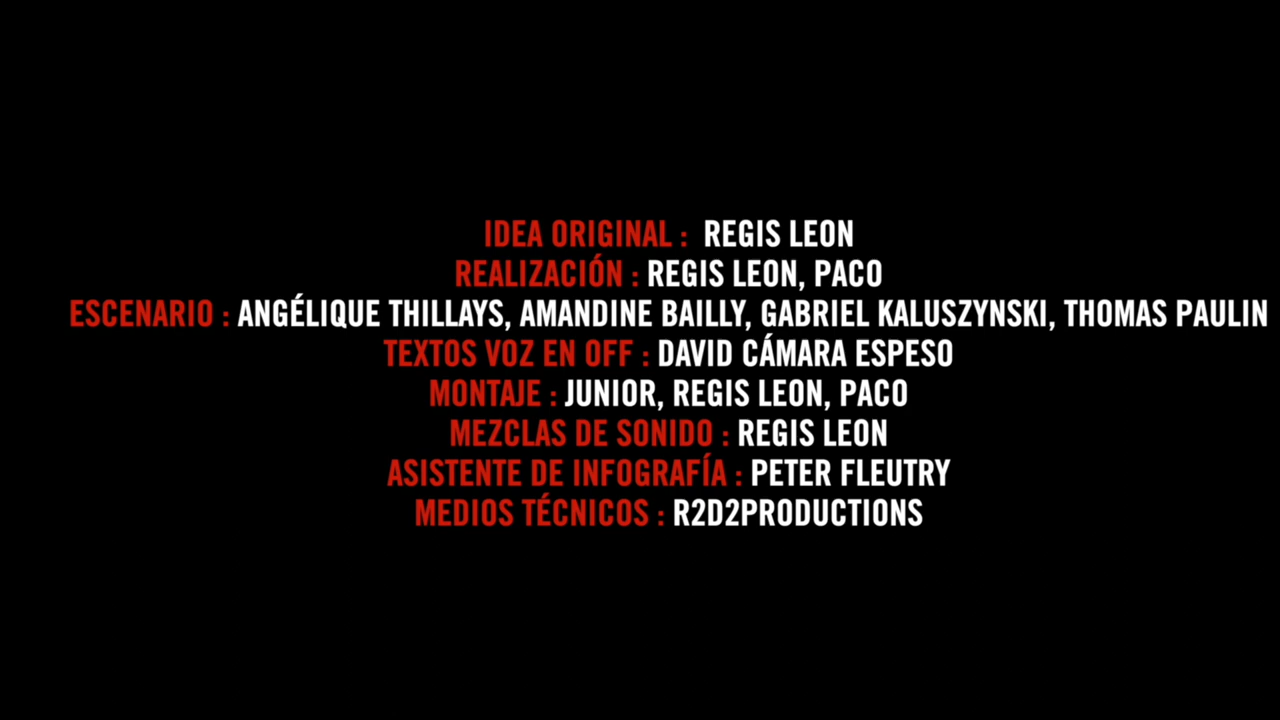 IDEA ORIGINAL : REGIS LEON
REALIZACIÓN : REGIS LEON, PACO
ESCENARIO : ANGÉLIQUE THILLAYS, AMANDINE BAILLY, GABRIEL KALUSZYNSKI, THOMAS PAULIN
TEXTOS VOZ EN OFF : DAVID CÁMARA ESPESO
MONTAJE : JUNIOR, REGIS LEON, PACO
MEZCLAS DE SONIDO : REGIS LEON
ASISTENTE DE INFOGRAFÍA : PETER FLEUTRY
MEDIOS TÉCNICOS : R2D2PRODUCTIONS